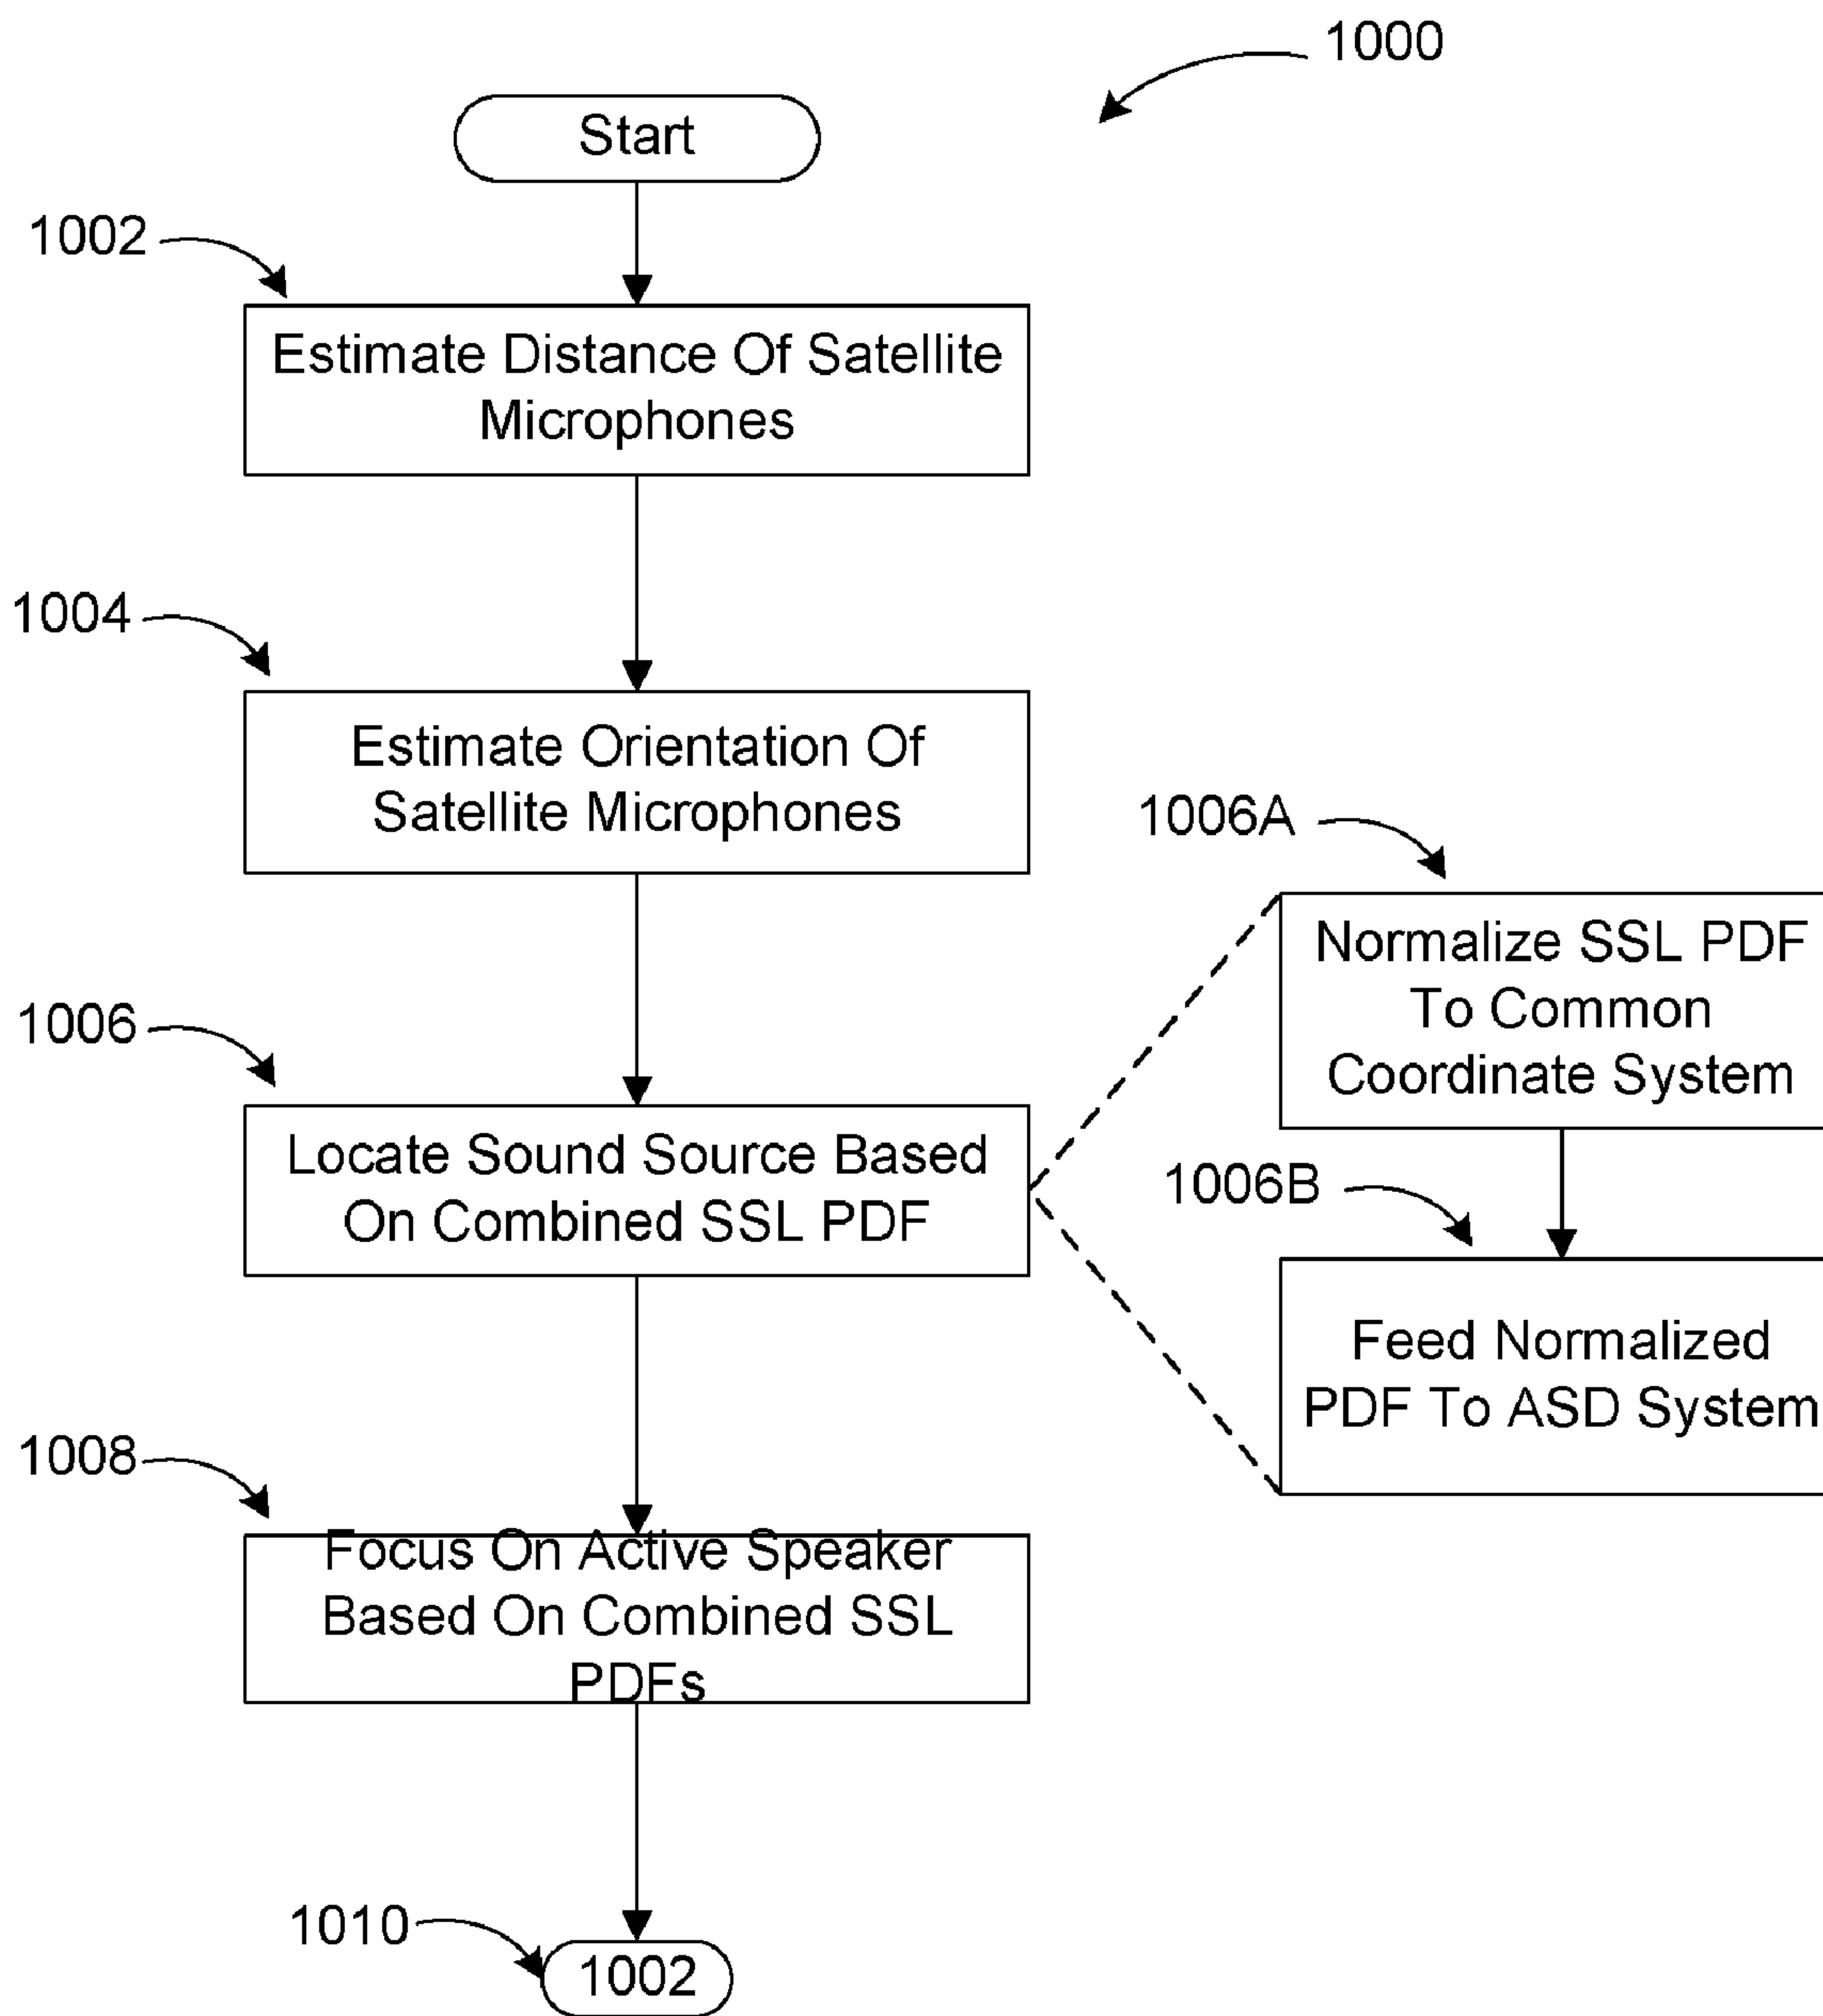 1000
Start
1002
Estimate Distance Of Satellite
Microphones
1004
Estimate Orientation Of
Satellite Microphones
1006A
Normalize SSL PDF
To Common
Coordinate System
1006
Locate Sound Source Based
On Combined SSL PDF
1006B
Feed Normalized
PDF To ASD System
1008
Focus On Active Speaker
Based On Combined SSL
PDFs
1010
1002